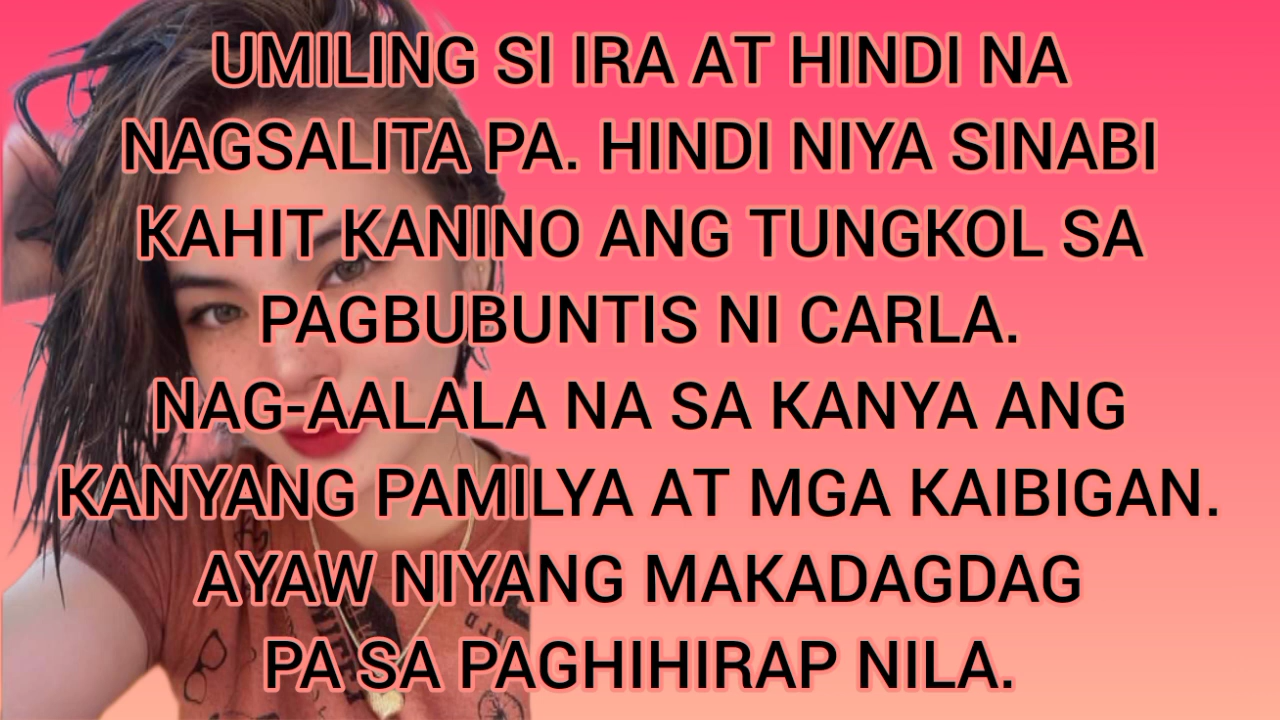 UMILING SI IRA AT HINDI NA
NAGSALITA PA. HINDI NIYA SINABI
KAHIT KANINO ANG TUNGKOL SA
PAGBUBUNTIS NI CARLA.
NAG-AALALA NA SA KANYA ANG
KANYANG PAMILYA AT MGA KAIBIGAN.
AYAW NIYANG MAKADAGDAG
PA SA PAGHIHIRAP NILA.